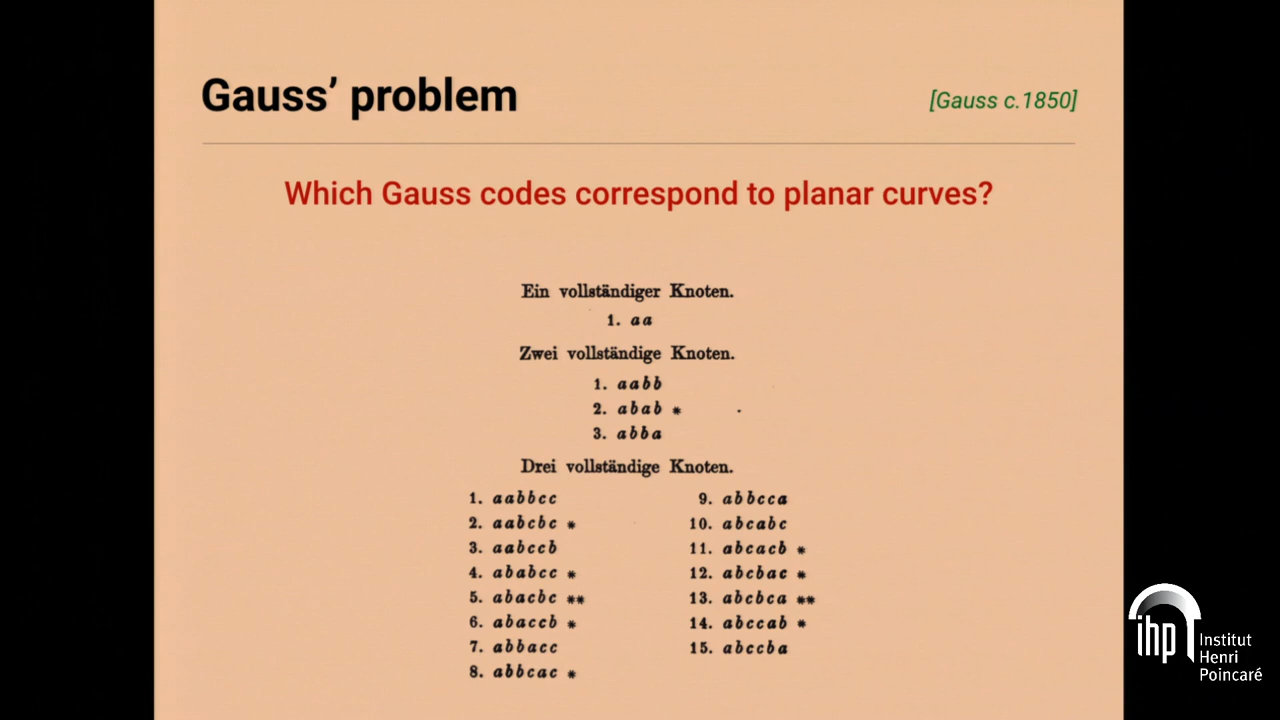 Gauss’ problem
[Gauss c.1850]
Which Gauss codes correspond to planar curves?
Ein vollständiger Knoten.
1. aa
Zwei vollständige Knoten.
1. aabb
2. abab *
3. abba
Drei vollständige Knoten.
1. aabbcc
2. aabcbc *
3. aabccb
4. ababcc *
5. abacbc **
6. abaccb *
7. abbacc
8. abbcac *
9. abbcca
10. abcabc
11. abcacb *
12. abcbac *
13. abcbca **
14. abccab *
15. abccba
ihp
Institut
Henri
Poincaré